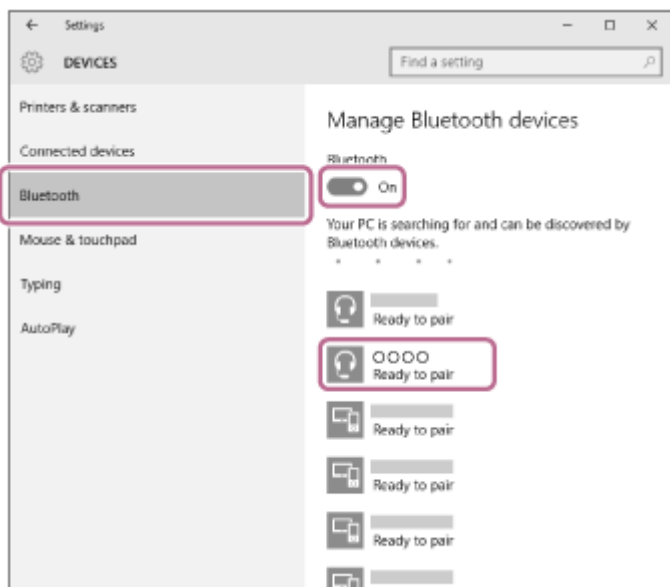 Settings
DEVICES
Find a setting
Printers & scanners
Connected devices
Bluetooth
Mouse & touchpad
Typing
AutoPlay
Manage Bluetooth devices
Bluetooth
On
Your PC is searching for and can be discovered by
Bluetooth devices.
Ready to pair
OOOO
Ready to pair
Ready to pair
Ready to pair
Ready to pair